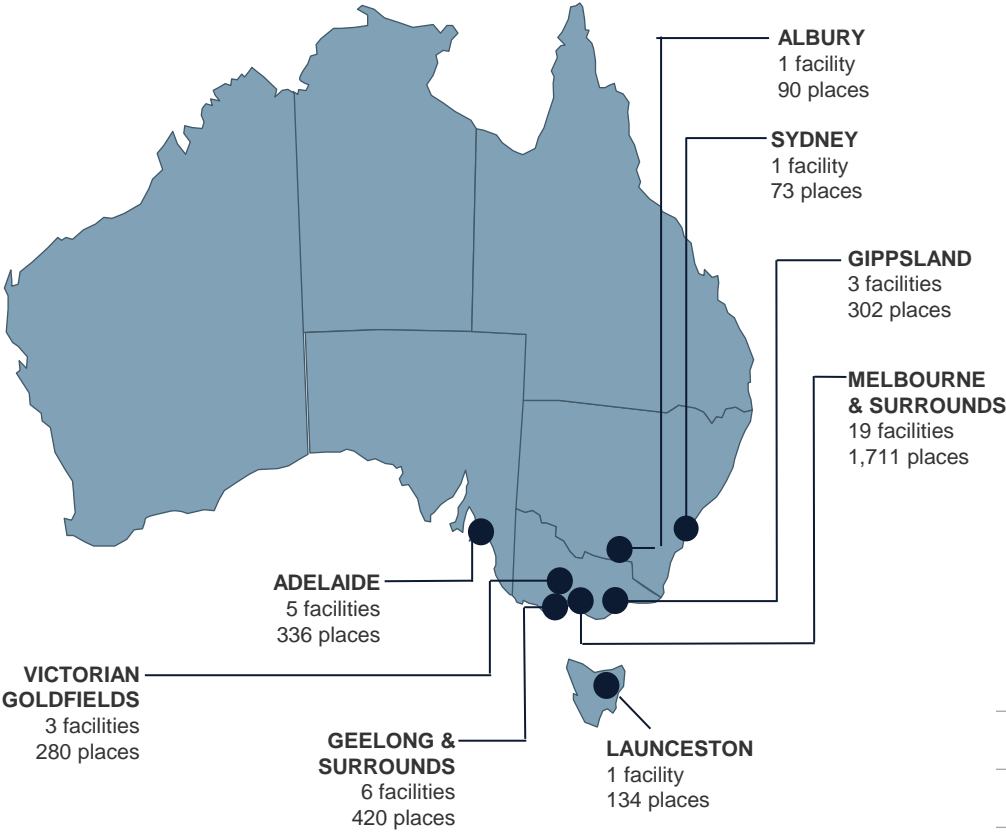 ALBURY
1 facility
90 places
SYDNEY
1 facility
73 places
GIPPSLAND
3 facilities
302 places
MELBOURNE
& SURROUNDS
19 facilities
1,711 places
ADELAIDE
5 facilities
336 places
VICTORIAN
GOLDFIELDS
3 facilities
280 places
GEELONG &
SURROUNDS
6 facilities
420 places
LAUNCESTON
1 facility
134 places